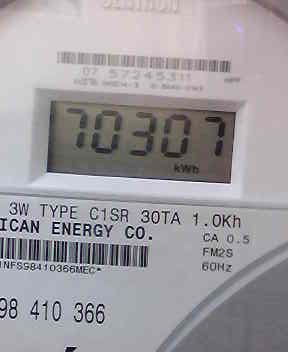 07 57245311
70307
kWh
3W TYPE C1SR 30TA 1.0Kh
ICAN ENERGY CO.
CA 0.5
FM2S
60Hz
1NFS98410366MEC*
98 410 366